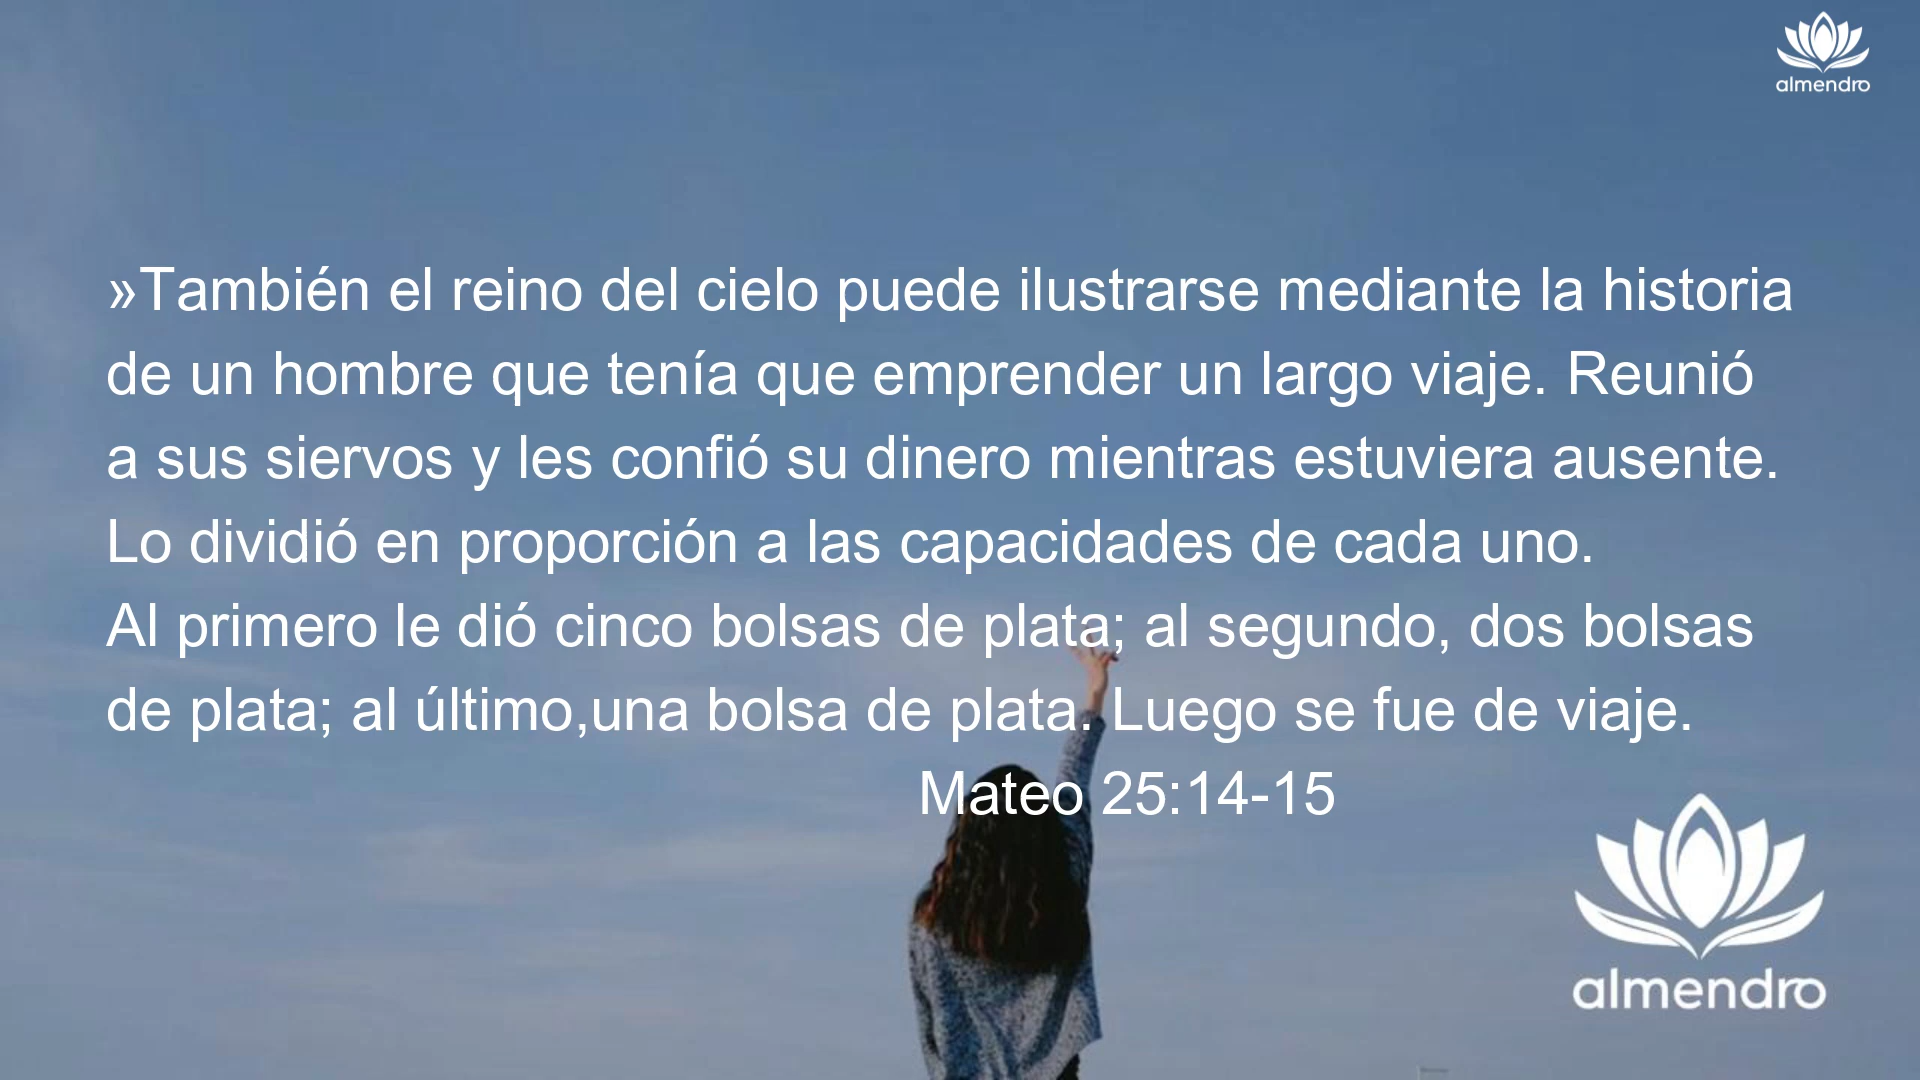 almendro
»También el reino del cielo puede ilustrarse mediante la historia
de un hombre que tenía que emprender un largo viaje. Reunió
a sus siervos y les confió su dinero mientras estuviera ausente.
Lo dividió en proporción a las capacidades de cada uno.
Al primero le dió cinco bolsas de plata; al segundo, dos bolsas
de plata; al último,una bolsa de plata. Luego se fue de viaje.
Mateo 25:14-15
almendro